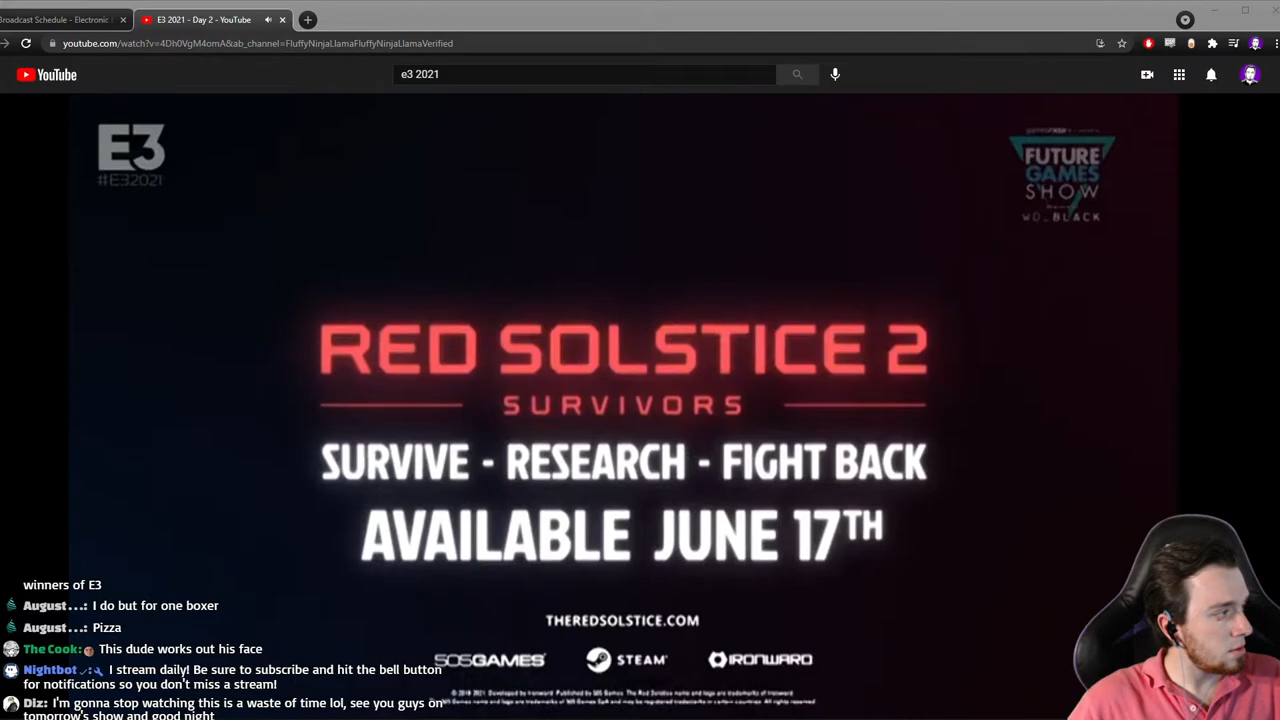 Broadcast Schedule - Electronic
E3 2021 - Day 2 - YouTube
youtube.com/watch?v=4Dh0VgM4omA&ab_channel=FluffyNinjaLlamaFluffyNinjaLlamaVerified
YouTube
e3 2021
E3
#E32021
FUTURE
GAMES
SHOW
WD_BLACK
RED SOLSTICE 2
SURVIVORS
SURVIVE - RESEARCH - FIGHT BACK
AVAILABLE JUNE 17TH
THEREDSOLSTICE.COM
505GAMES STEAM IRONWARD
winners of E3
August...: I do but for one boxer
August...: Pizza
The Cook: This dude works out his face
Nightbot: I stream daily! Be sure to subscribe and hit the bell button
for notifications so you don't miss a stream!
Diz: I'm gonna stop watching this is a waste of time lol, see you guys on
tomorrow's show and good night